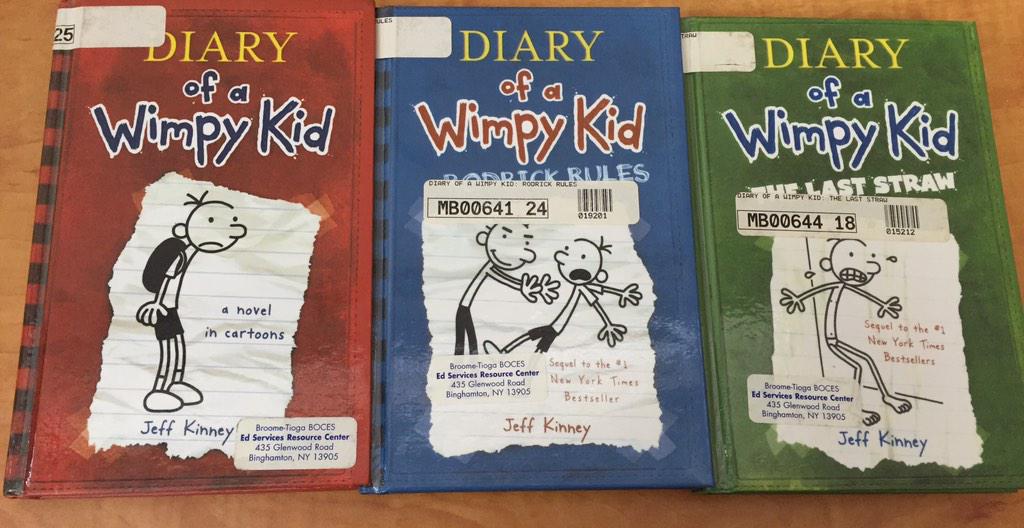 25
DIARY
of a
Wimpy Kid
a novel
in cartoons
Jeff Kinney
Broome-Tioga BOCES
Ed Services Resource Center
435 Glenwood Road
Binghamton, NY 13905
ULES
DIARY
of a
Wimpy Kid
RODRICK RULES
DIARY OF A WIMPY KID: RODRICK RULES
MB00641 24
019201
Broome-Tioga BOCES
Ed Services Resource Center
435 Glenwood Road
Binghamton, NY 13905
Sequel to the #1
New York Times
Bestseller
Jeff Kinney
TRAW
DIARY
of a
Wimpy Kid
THE LAST STRAW
DIARY OF A WIMPY KID: THE LAST STRAW
MB00644 18
015212
Sequel to the #1
New York Times
Bestsellers
Broome-Tioga BOCES
Ed Services Resource Center
435 Glenwood Road
Binghamton, NY 13905
Jeff Kinney